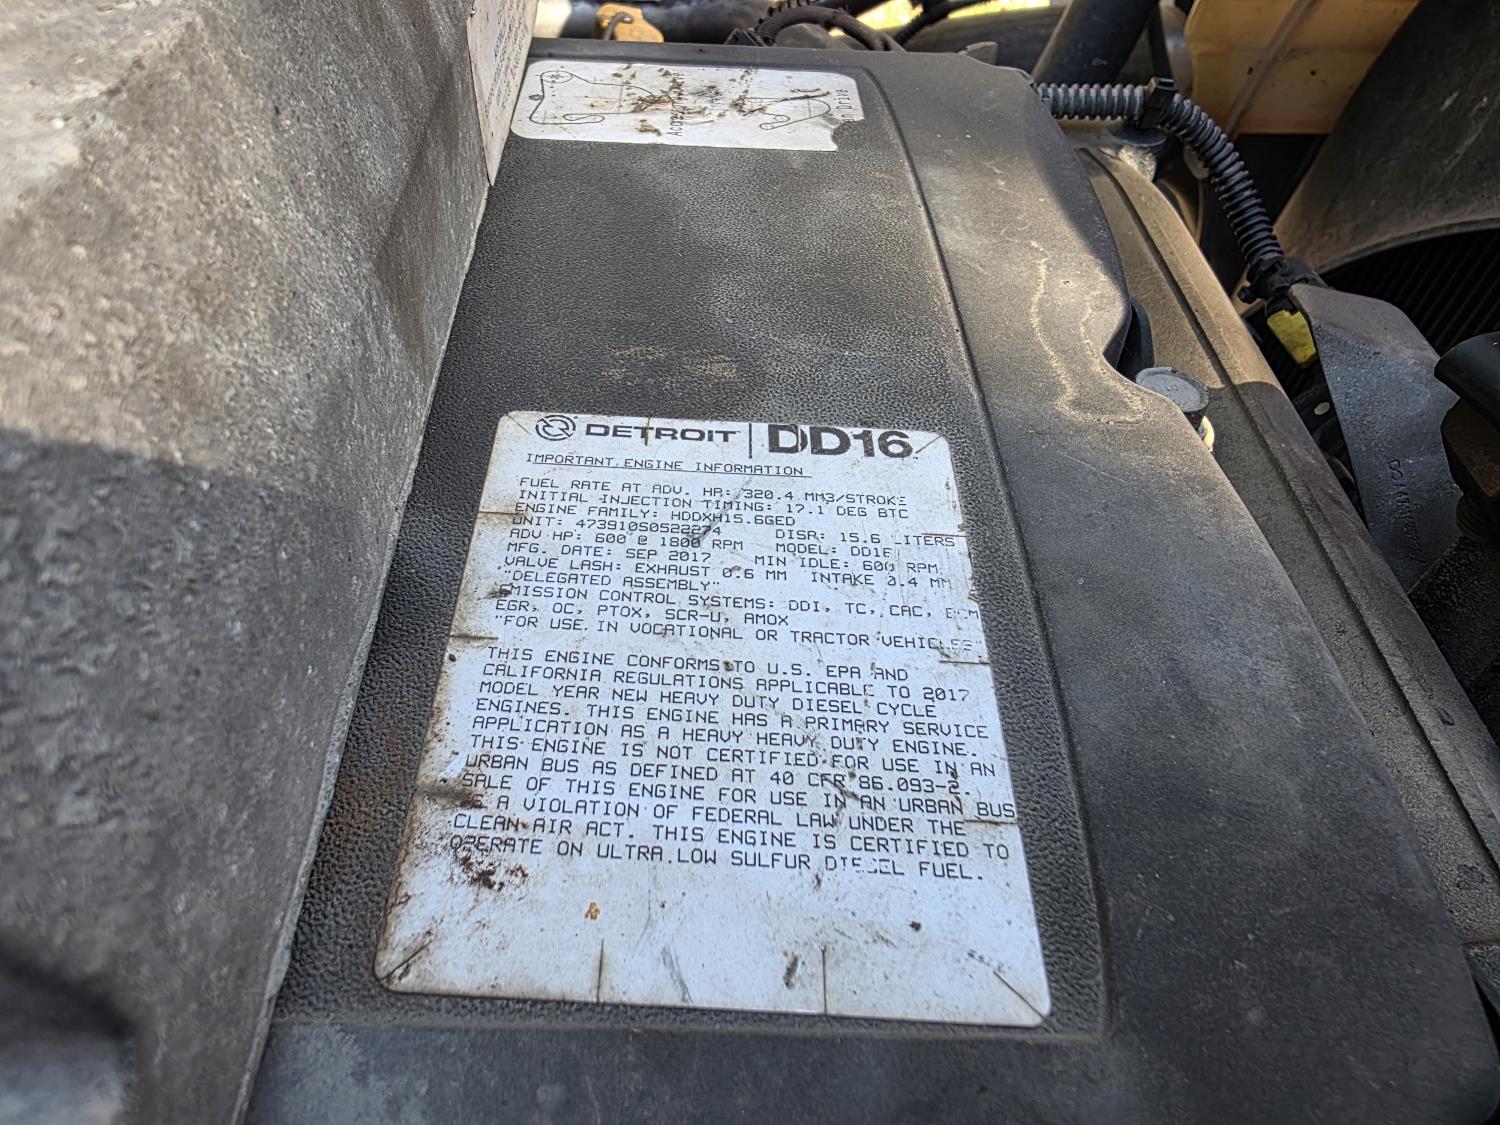 DETROIT | DD16
IMPORTANT ENGINE INFORMATION
FUEL RATE AT ADV. HP: 320.4 MM3/STROKE
INITIAL INJECTION TIMING: 17.1 DEG BTC
ENGINE FAMILY: HDDXH15.6GED
UNIT: 473910S0522274 DISP: 15.6 LITERS
ADV HP: 600 @ 1800 RPM MODEL: DD16
MFG. DATE: SEP 2017 MIN IDLE: 600 RPM
VALVE LASH: EXHAUST 0.6 MM INTAKE 0.4 MM
"DELEGATED ASSEMBLY"
EMISSION CONTROL SYSTEMS: DDI, TC, CAC, ECM
EGR, OC, PTOX, SCR-U, AMOX
"FOR USE IN VOCATIONAL OR TRACTOR VEHICLES"
THIS ENGINE CONFORMS TO U.S. EPA AND
CALIFORNIA REGULATIONS APPLICABLE TO 2017
MODEL YEAR NEW HEAVY DUTY DIESEL CYCLE
ENGINES. THIS ENGINE HAS A PRIMARY SERVICE
APPLICATION AS A HEAVY HEAVY DUTY ENGINE.
THIS ENGINE IS NOT CERTIFIED FOR USE IN AN
URBAN BUS AS DEFINED AT 40 CFR 86.093-2.
SALE OF THIS ENGINE FOR USE IN AN URBAN BUS
A VIOLATION OF FEDERAL LAW UNDER THE
CLEAN AIR ACT. THIS ENGINE IS CERTIFIED TO
OPERATE ON ULTRA LOW SULFUR DIESEL FUEL.